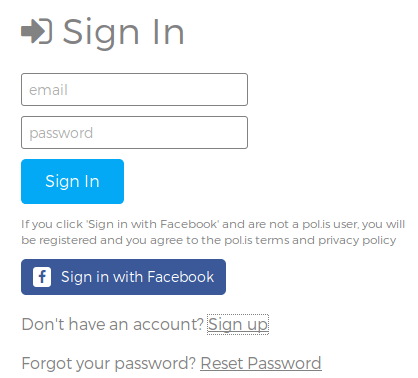 Sign In
email
password
Sign In
If you click 'Sign in with Facebook' and are not a pol.is user, you will
be registered and you agree to the pol.is terms and privacy policy
Sign in with Facebook
Don't have an account? Sign up
Forgot your password? Reset Password